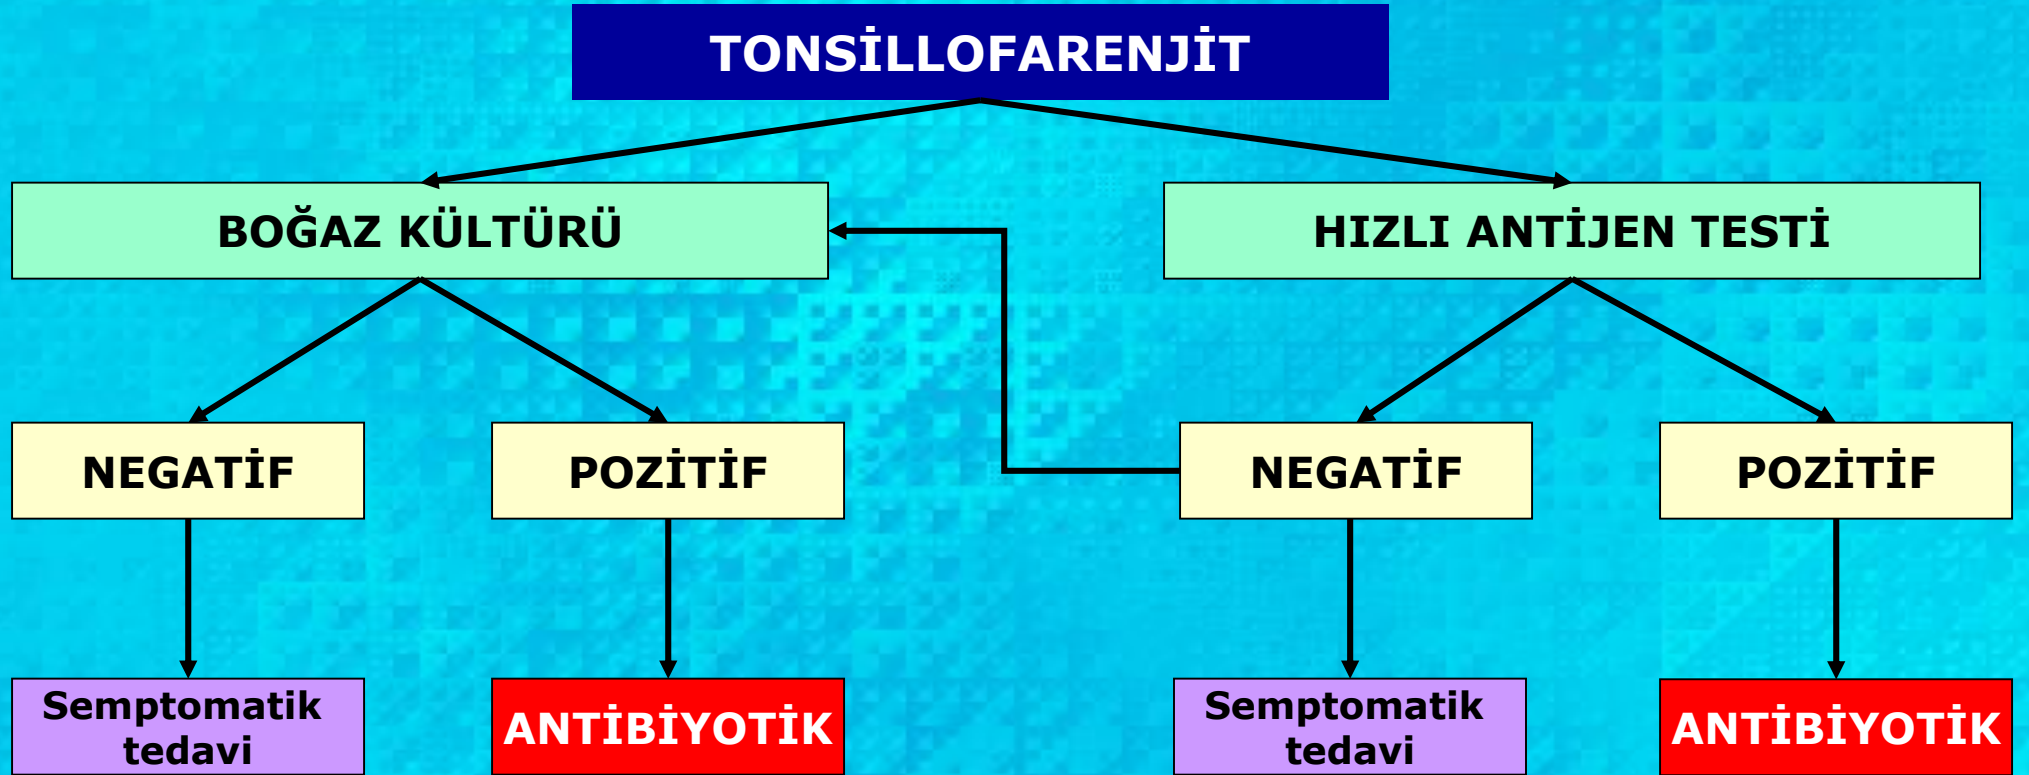 TONSİLLOFARENJİT
BOĞAZ KÜLTÜRÜ
HIZLI ANTİJEN TESTİ
NEGATİF
POZİTİF
NEGATİF
POZİTİF
Semptomatik
tedavi
ANTİBİYOTİK
Semptomatik
tedavi
ANTİBİYOTİK